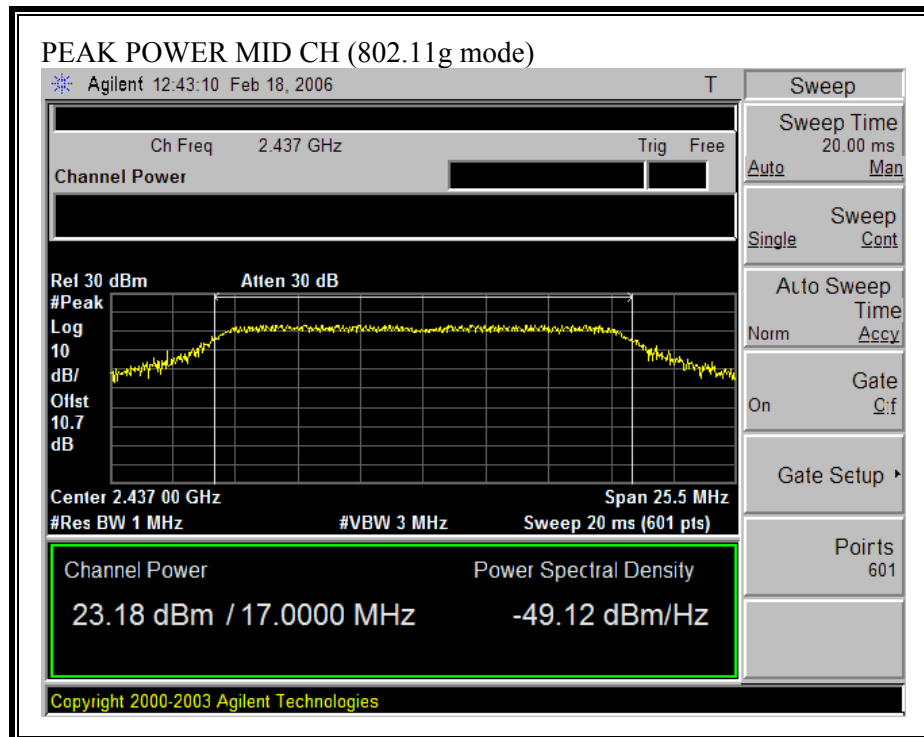 PEAK POWER MID CH (802.11g mode)
Agilent 12:43:10 Feb 18, 2006 T
Sweep
Ch Freq 2.437 GHz Trig Free
Channel Power
Sweep Time
20.00 ms
Auto Man
Sweep
Single Cont
Auto Sweep
Time
Norm Accy
Gate
On Off
Gate Setup
Points
601
Ref 30 dBm Atten 30 dB
#Peak
Log
10
dB/
Offst
10.7
dB
Center 2.437 00 GHz Span 25.5 MHz
#Res BW 1 MHz #VBW 3 MHz Sweep 20 ms (601 pts)
Channel Power Power Spectral Density
23.18 dBm / 17.0000 MHz -49.12 dBm/Hz
Copyright 2000-2003 Agilent Technologies